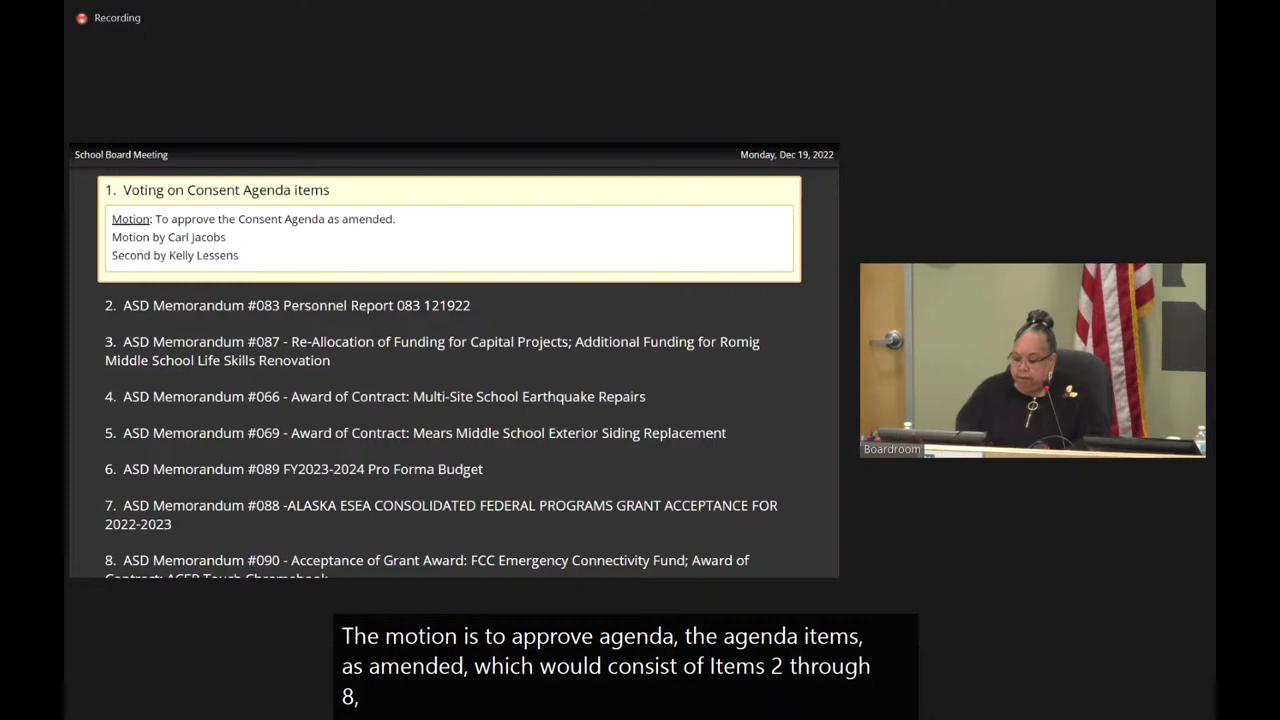 Recording
School Board Meeting
Monday, Dec 19, 2022
1. Voting on Consent Agenda items
Motion: To approve the Consent Agenda as amended.
Motion by Carl Jacobs
Second by Kelly Lessens
2. ASD Memorandum #083 Personnel Report 083 121922
3. ASD Memorandum #087 - Re-Allocation of Funding for Capital Projects; Additional Funding for Romig
Middle School Life Skills Renovation
4. ASD Memorandum #066 - Award of Contract: Multi-Site School Earthquake Repairs
5. ASD Memorandum #069 - Award of Contract: Mears Middle School Exterior Siding Replacement
6. ASD Memorandum #089 FY2023-2024 Pro Forma Budget
7. ASD Memorandum #088 -ALASKA ESEA CONSOLIDATED FEDERAL PROGRAMS GRANT ACCEPTANCE FOR
2022-2023
8. ASD Memorandum #090 - Acceptance of Grant Award: FCC Emergency Connectivity Fund; Award of
Contract: ACER Touch Chromebook
Boardroom
The motion is to approve agenda, the agenda items,
as amended, which would consist of Items 2 through
8,